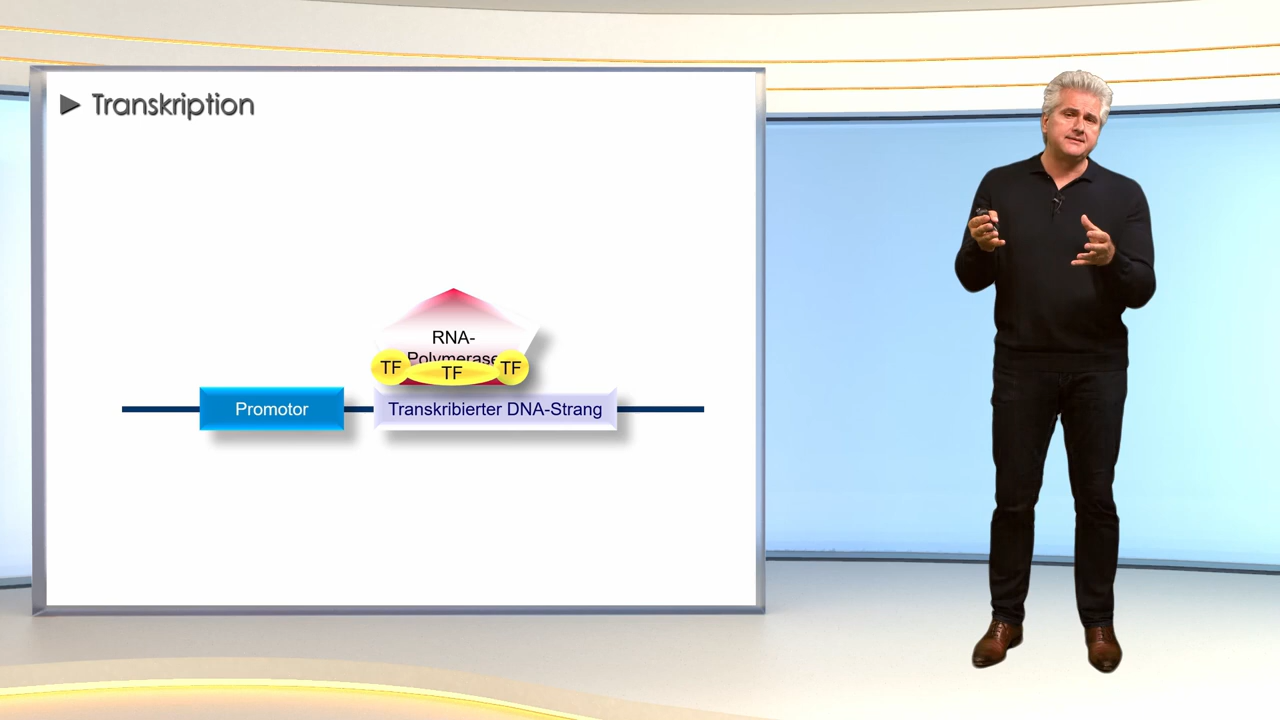 Transkription
RNA-
Polymerase
TF
TF
TF
Promotor
Transkribierter DNA-Strang